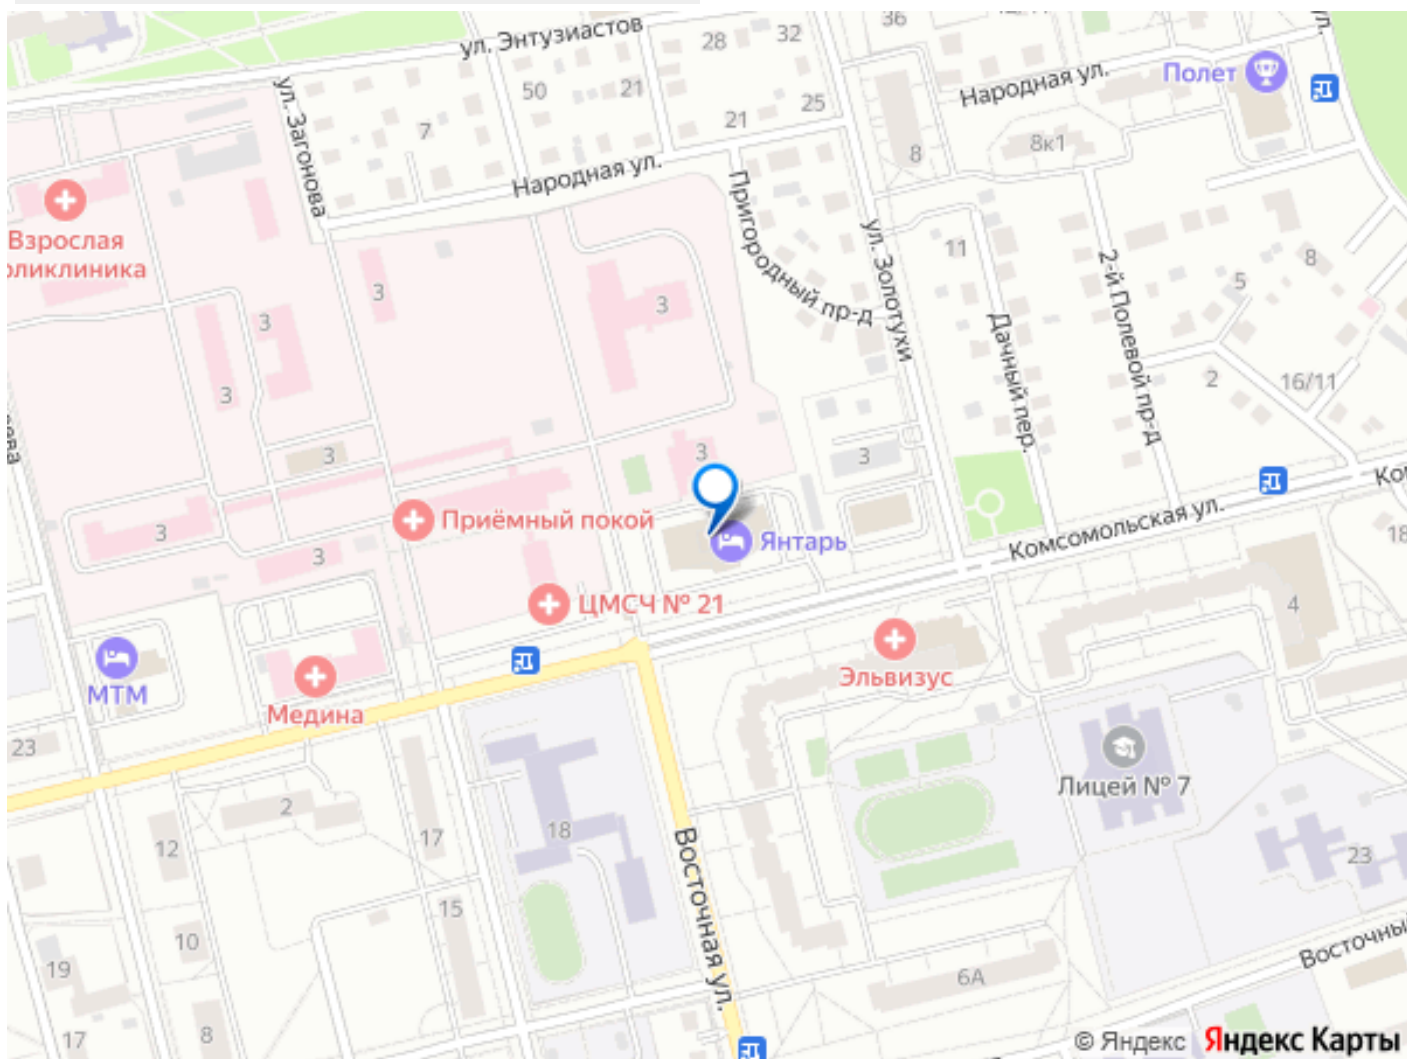 ул. Энтузиастов
28
32
36
Народная ул.
Полет
ул.
50
21
25
7
ул. Загонова
21
8
8к1
Народная ул.
Взрослая
оликлиника
Пригородный пр-д
ул. Золотухи
11
2-й Полевой пр-д
8
5
3
3
3
Дачный пер.
3
2
16/11
3
3
3
Комсомольская ул.
Ко
Приёмный покой
Янтарь
3
3
18
ЦМСЧ № 21
4
Эльвизус
МТМ
Медина
23
Лицей № 7
2
17
18
12
Восточная ул.
23
15
10
19
6А
Восточны
17
8
© Яндекс Яндекс Карты